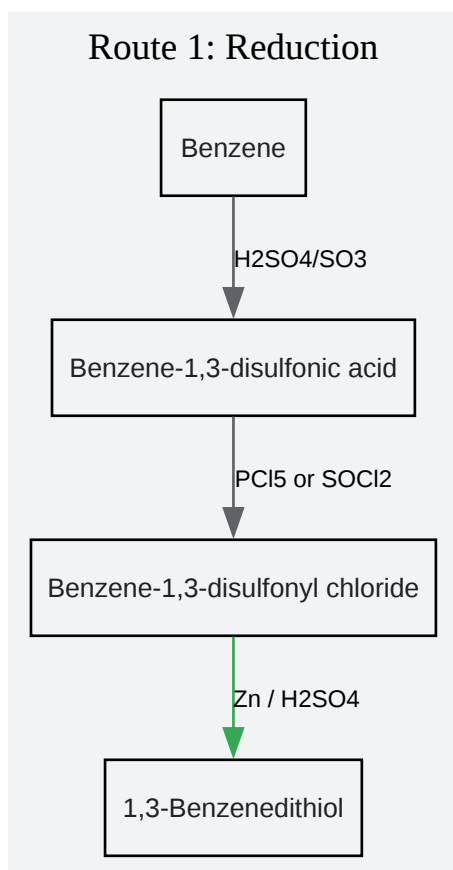 Route 1: Reduction
Benzene
H2SO4/SO3
Benzene-1,3-disulfonic acid
PCl5 or SOCl2
Benzene-1,3-disulfonyl chloride
Zn / H2SO4
1,3-Benzenedithiol